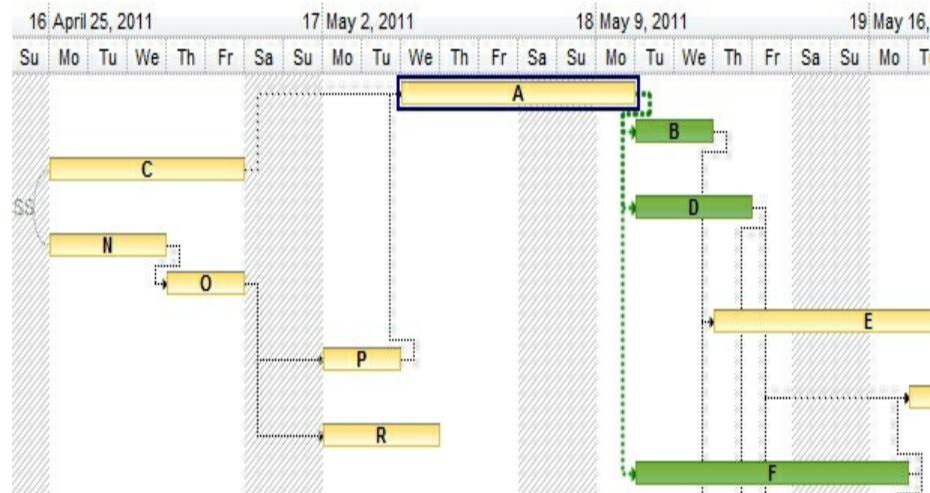 16 April 25, 2011 17 May 2, 2011 18 May 9, 2011 19 May 16,
Su Mo Tu We Th Fr Sa Su Mo Tu We Th Fr Sa Su Mo Tu We Th Fr Sa Su Mo
A
B
C
SS
D
N
O
E
P
R
F